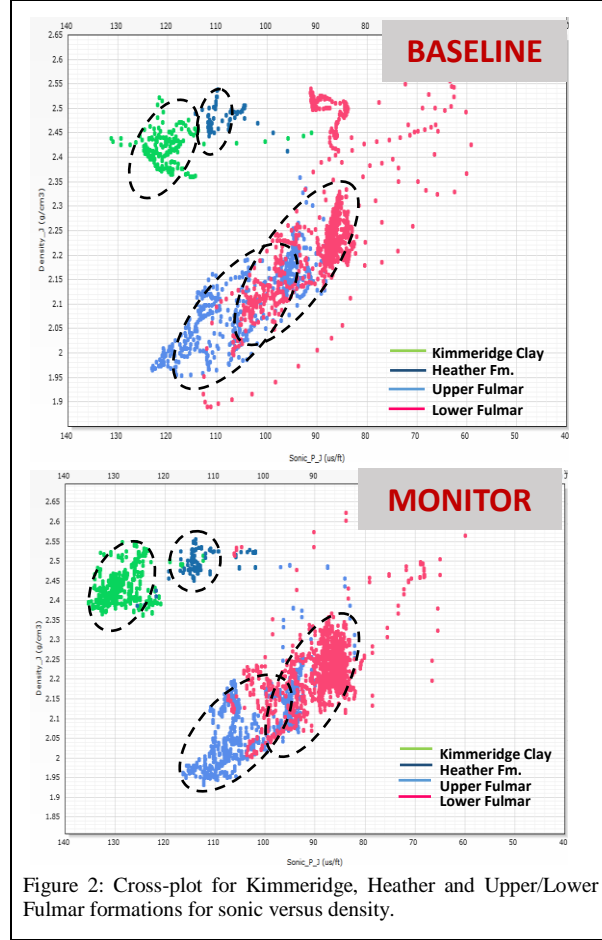 140 130 120 110 100 90 80 70 60 50 40
BASELINE
2.65
2.6
2.55
2.5
2.45
2.4
2.35
2.3
2.25
2.2
2.15
2.1
2.05
2
1.95
1.9
Density_J (g/cm3)
Kimmeridge Clay
Heather Fm.
Upper Fulmar
Lower Fulmar
140 130 120 110 100 90 80 70 60 50 40
Sonic_P_J (us/ft)
140 130 120 110 100 90 80 70 60 50 40
MONITOR
2.65
2.6
2.55
2.5
2.45
2.4
2.35
2.3
2.25
2.2
2.15
2.1
2.05
2
1.95
1.9
1.85
Density_J (g/cm3)
Kimmeridge Clay
Heather Fm.
Upper Fulmar
Lower Fulmar
140 130 120 110 100 90 80 70 60 50 40
Sonic_P_J (us/ft)
Figure 2: Cross-plot for Kimmeridge, Heather and Upper/Lower
Fulmar formations for sonic versus density.